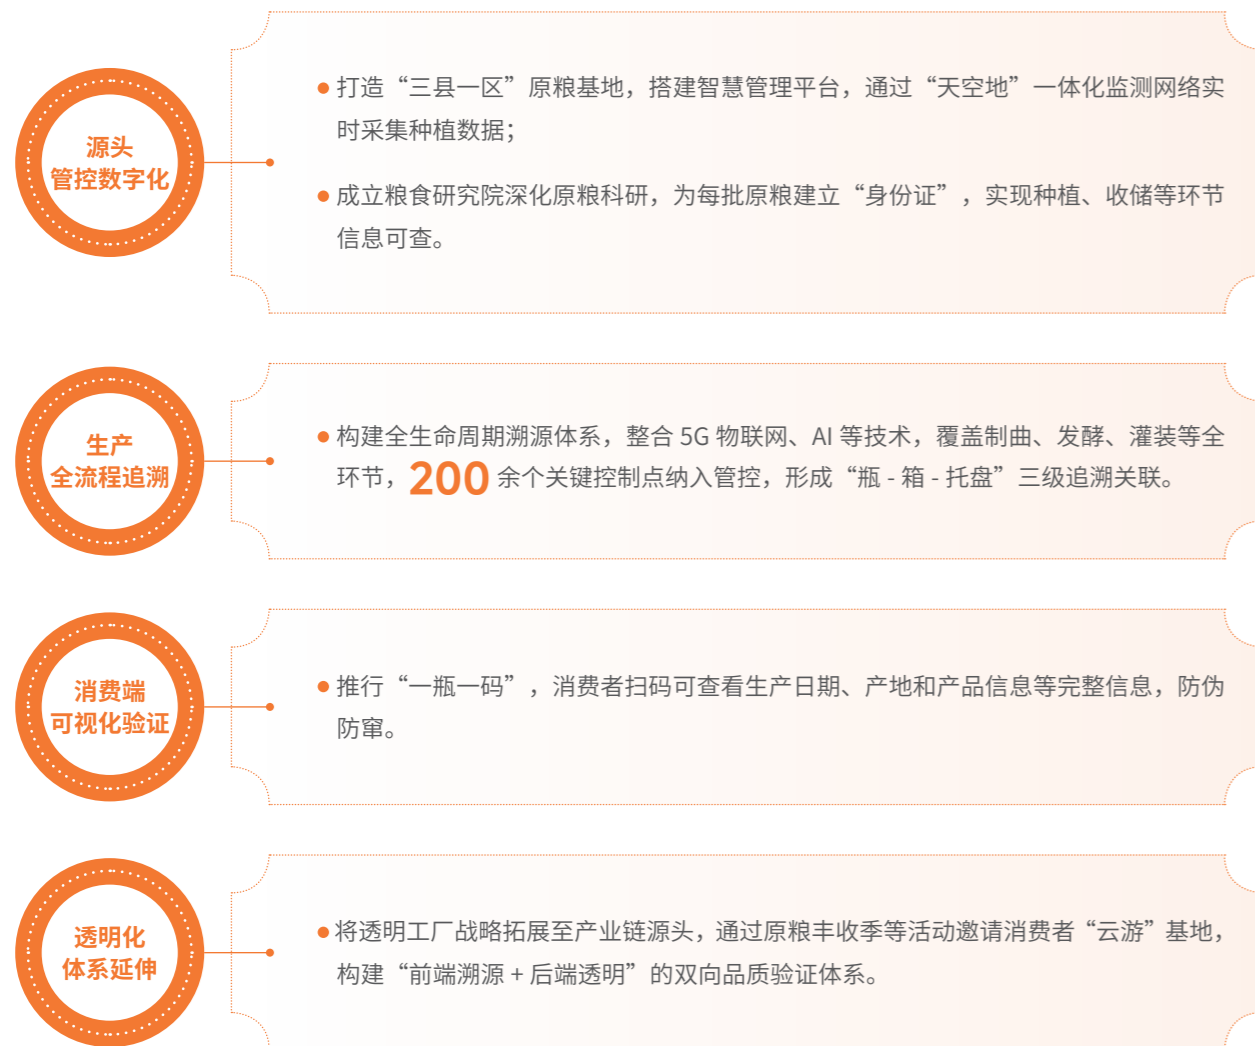 源头
管控数字化
● 打造“三县一区”原粮基地，搭建智慧管理平台，通过“天空地”一体化监测网络实
时采集种植数据；
● 成立粮食研究院深化原粮科研，为每批原粮建立“身份证”，实现种植、收储等环节
信息可查。
生产
全流程追溯
● 构建全生命周期溯源体系，整合 5G 物联网、AI 等技术，覆盖制曲、发酵、灌装等全
环节，200 余个关键控制点纳入管控，形成“瓶 - 箱 - 托盘”三级追溯关联。
消费端
可视化验证
● 推行“一瓶一码”，消费者扫码可查看生产日期、产地和产品信息等完整信息，防伪
防窜。
透明化
体系延伸
● 将透明工厂战略拓展至产业链源头，通过原粮丰收季等活动邀请消费者“云游”基地，
构建“前端溯源 + 后端透明”的双向品质验证体系。